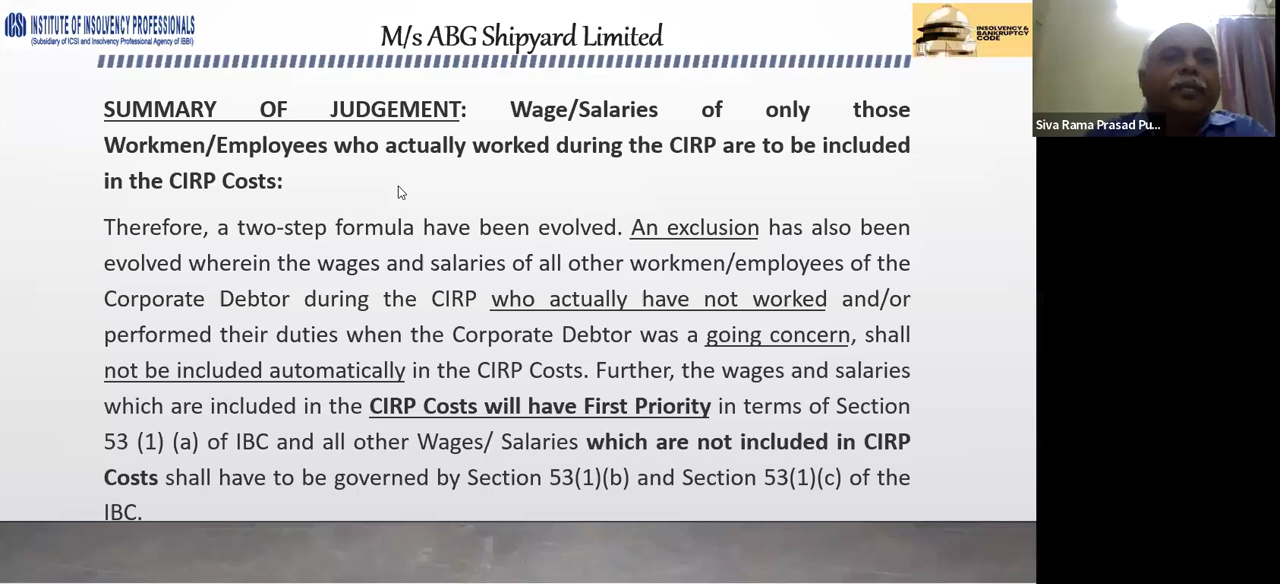 ICSI INSTITUTE OF INSOLVENCY PROFESSIONALS
(Subsidiary of ICSI and Insolvency Professional Agency of IBBI)
M/s ABG Shipyard Limited
INSOLVENCY &
BANKRUPTCY
CODE
Siva Rama Prasad Pu...
SUMMARY OF JUDGEMENT: Wage/Salaries of only those
Workmen/Employees who actually worked during the CIRP are to be included
in the CIRP Costs:
Therefore, a two-step formula have been evolved. An exclusion has also been
evolved wherein the wages and salaries of all other workmen/employees of the
Corporate Debtor during the CIRP who actually have not worked and/or
performed their duties when the Corporate Debtor was a going concern, shall
not be included automatically in the CIRP Costs. Further, the wages and salaries
which are included in the CIRP Costs will have First Priority in terms of Section
53 (1) (a) of IBC and all other Wages/ Salaries which are not included in CIRP
Costs shall have to be governed by Section 53(1)(b) and Section 53(1)(c) of the
IBC.